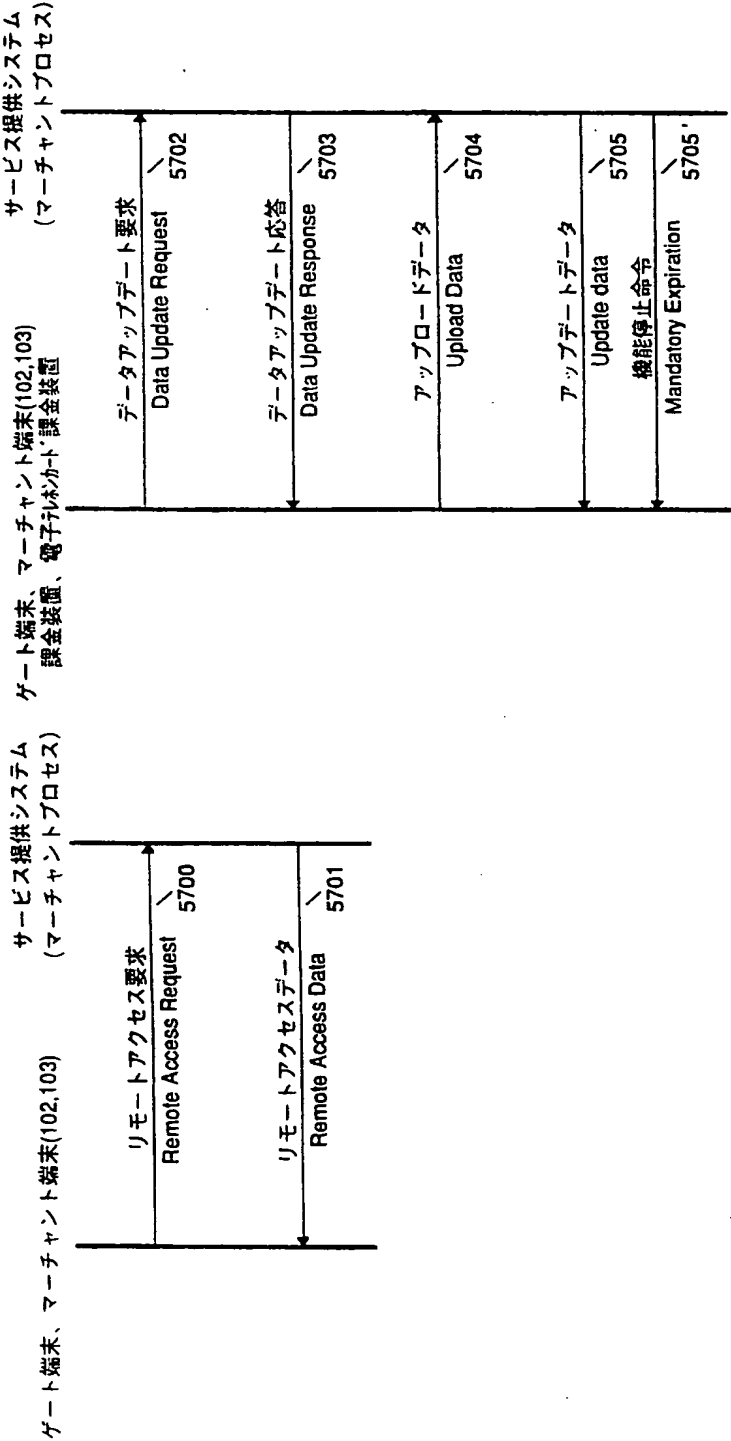 ゲート端末、マーチャント端末(102,103)
サービス提供システム
(マーチャントプロセス)
リモートアクセス要求
Remote Access Request
5700
リモートアクセスデータ
Remote Access Data
5701
ゲート端末、マーチャント端末(102,103)
課金装置、電子テレホンカード課金装置
サービス提供システム
(マーチャントプロセス)
データアップデート要求
Data Update Request
5702
データアップデート応答
Data Update Response
5703
アップロードデータ
Upload Data
5704
アップデートデータ
Update data
5705
機能停止命令
Mandatory Expiration
5705'